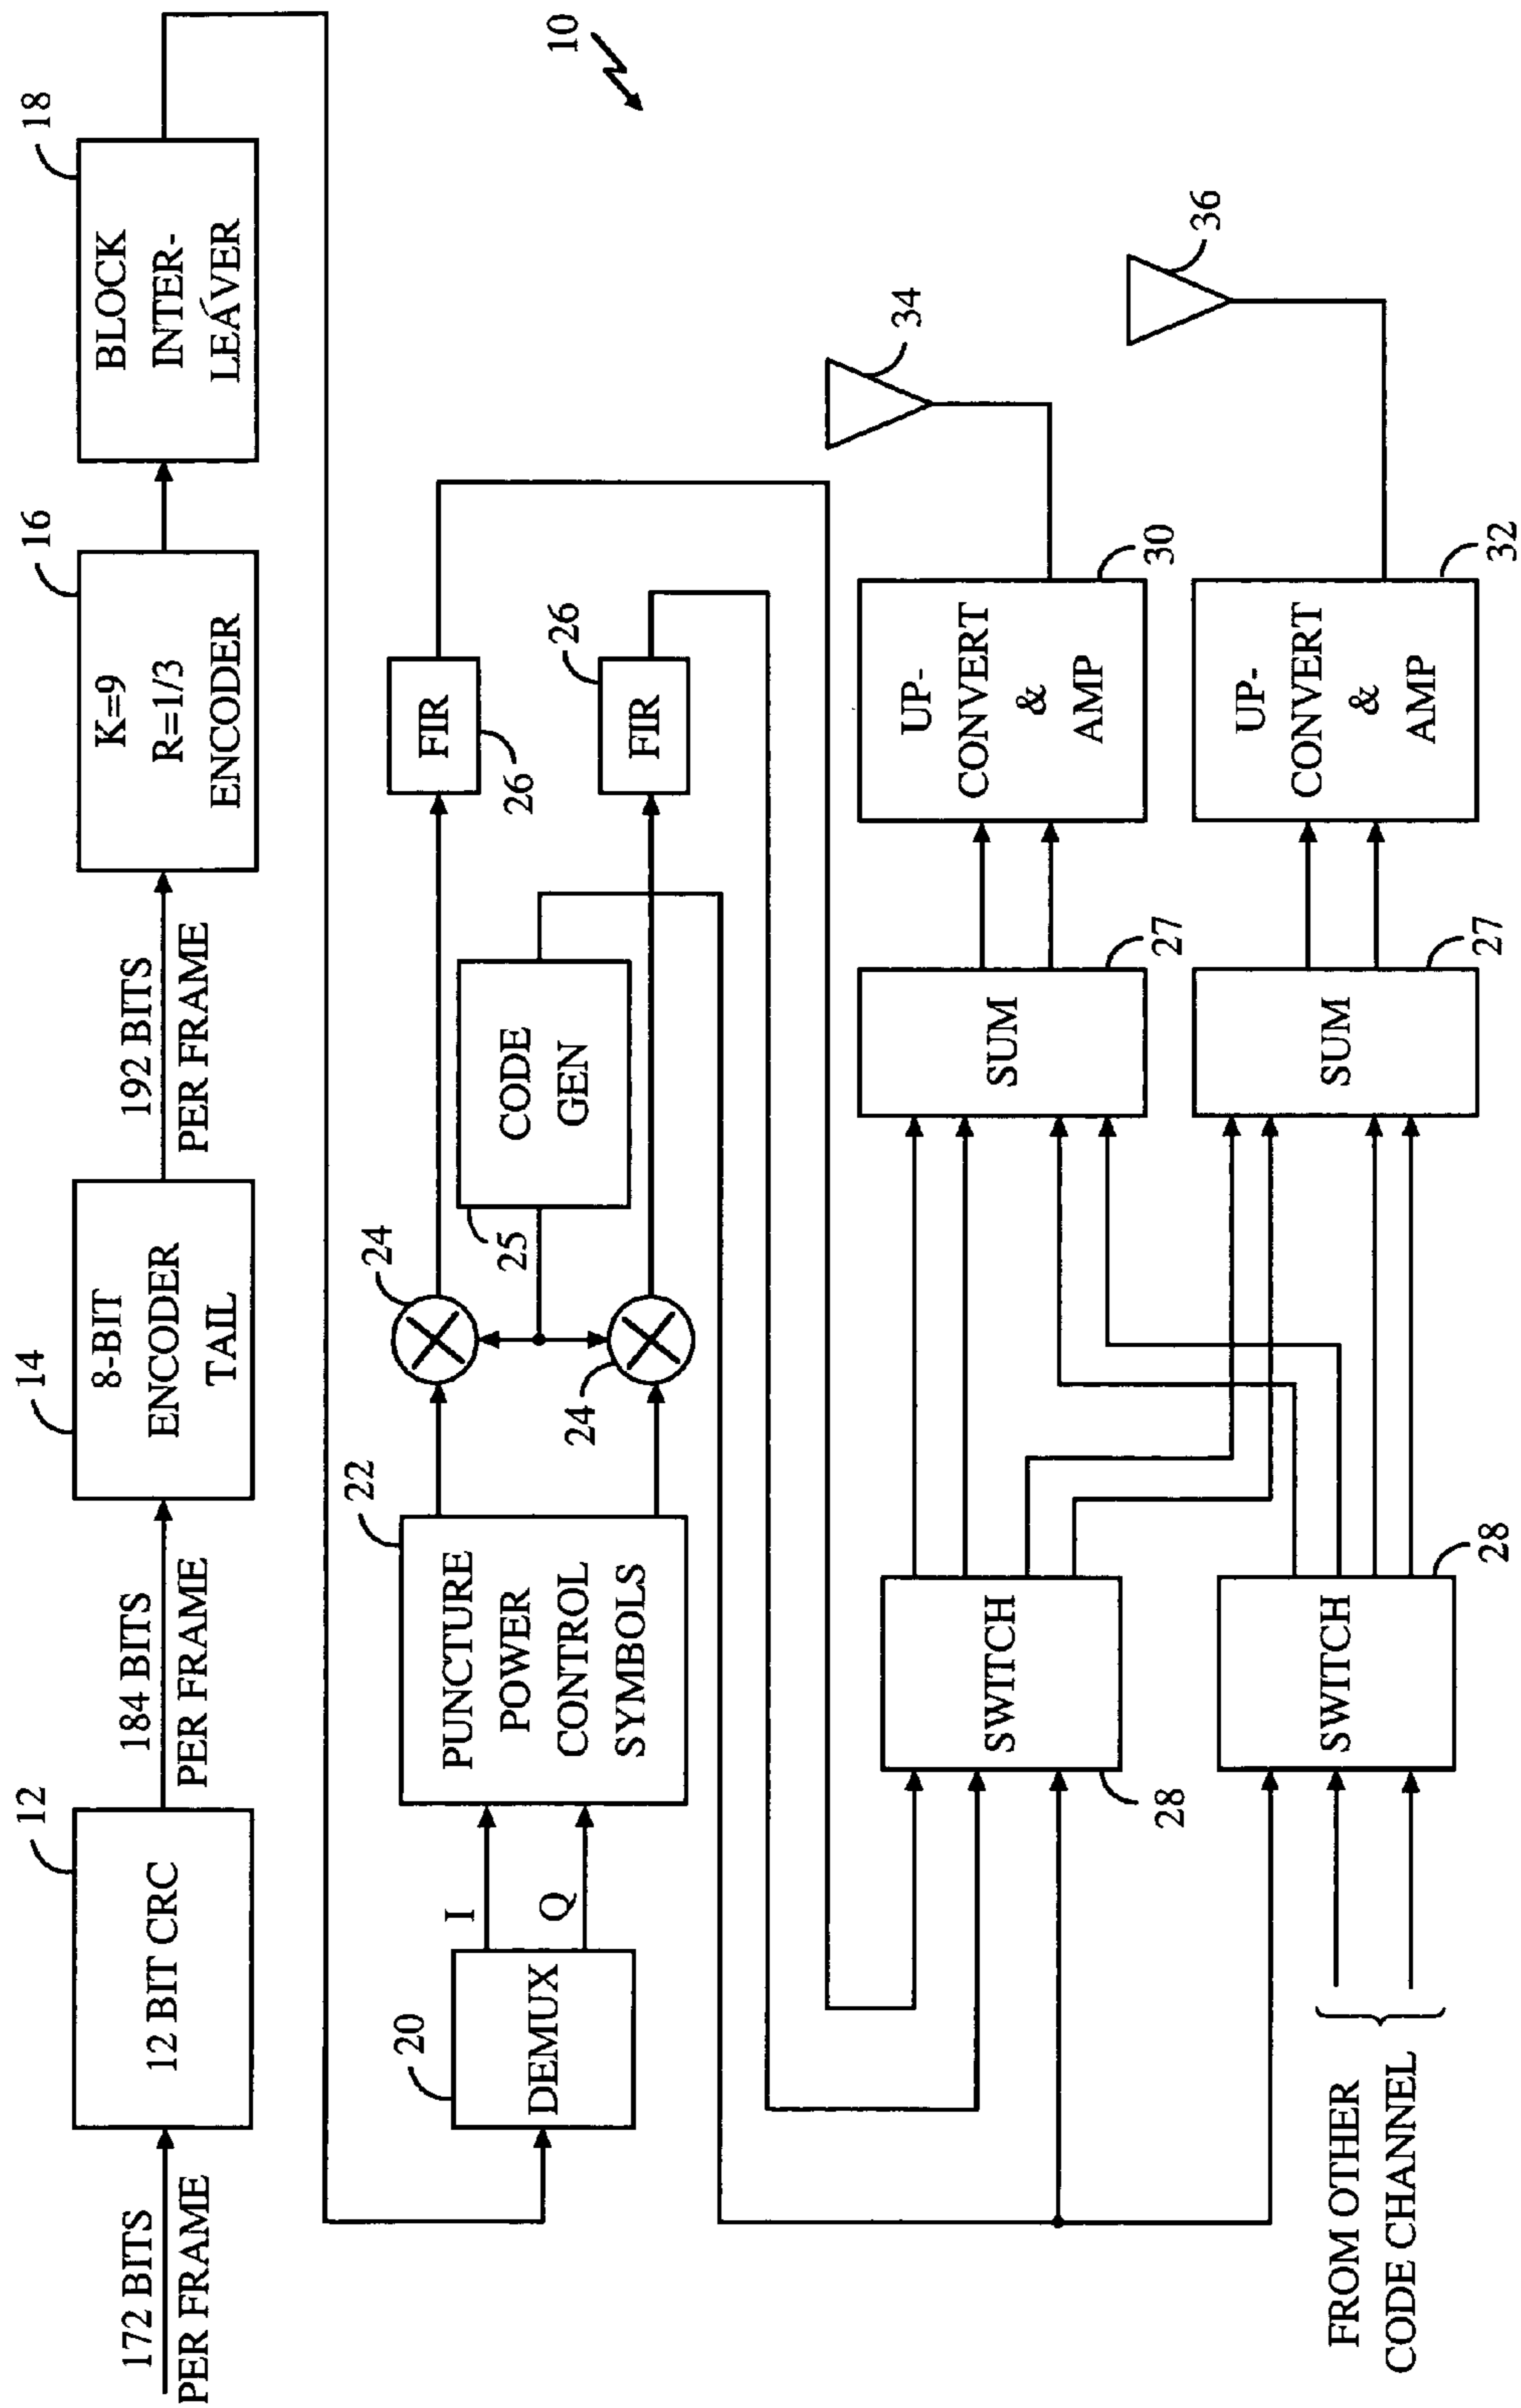 172 BITS
PER FRAME
12
12 BIT CRC
184 BITS
PER FRAME
14
8-BIT
ENCODER
TAIL
192 BITS
PER FRAME
16
K=9
R=1/3
ENCODER
18
BLOCK
INTER-
LEÁVER
10
20
DEMUX
I
Q
22
PUNCTURE
POWER
CONTROL
SYMBOLS
24
24
25
CODE
GEN
FIR
26
26
FIR
FROM OTHER
CODE CHANNEL
SWITCH
28
SWITCH
28
SUM
27
SUM
27
UP-
CONVERT
&
AMP
30
UP-
CONVERT
&
AMP
32
34
36